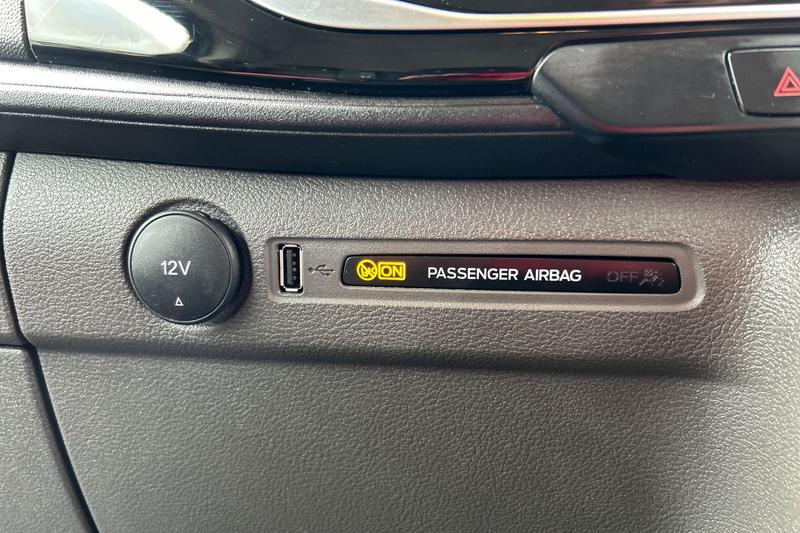 12V
ON PASSENGER AIRBAG OFF